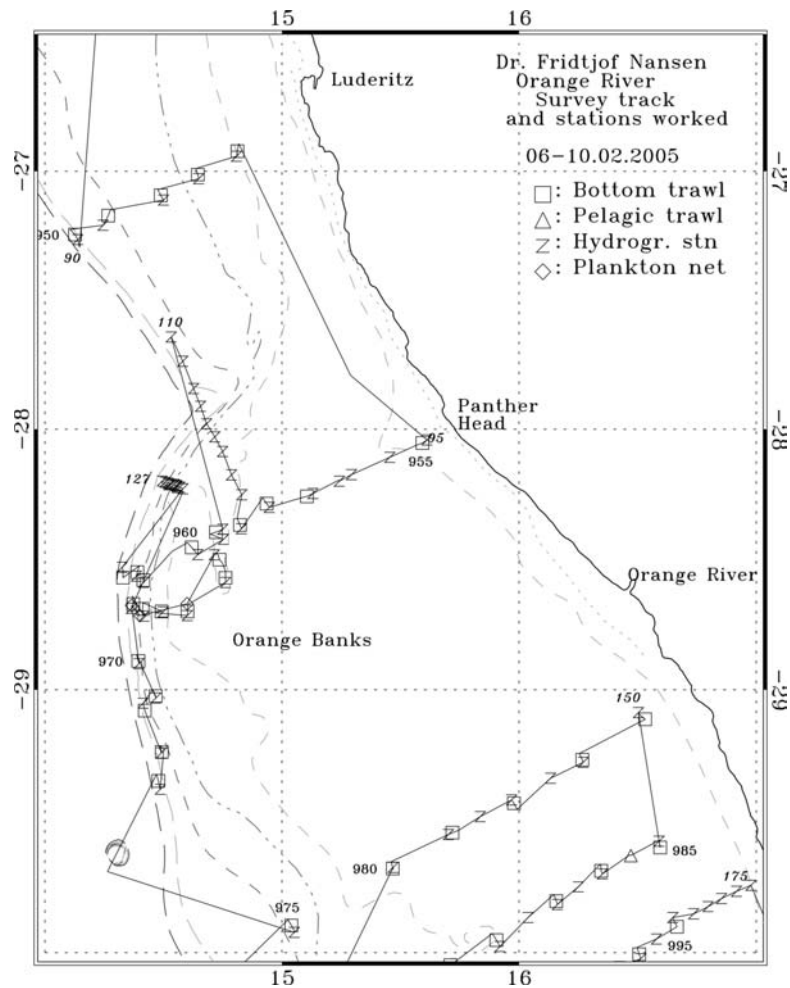 15
16
Luderitz
Dr. Fridtjof Nansen
Orange River
Survey track
and stations worked
06-10.02.2005
□: Bottom trawl
△: Pelagic trawl
Z: Hydrogr. stn
◇: Plankton net
-27
-27
950
90
110
Panther
Head
-28
-28
95
955
127
960
Orange River
Orange Banks
970
-29
-29
150
980
985
175
975
995
15
16